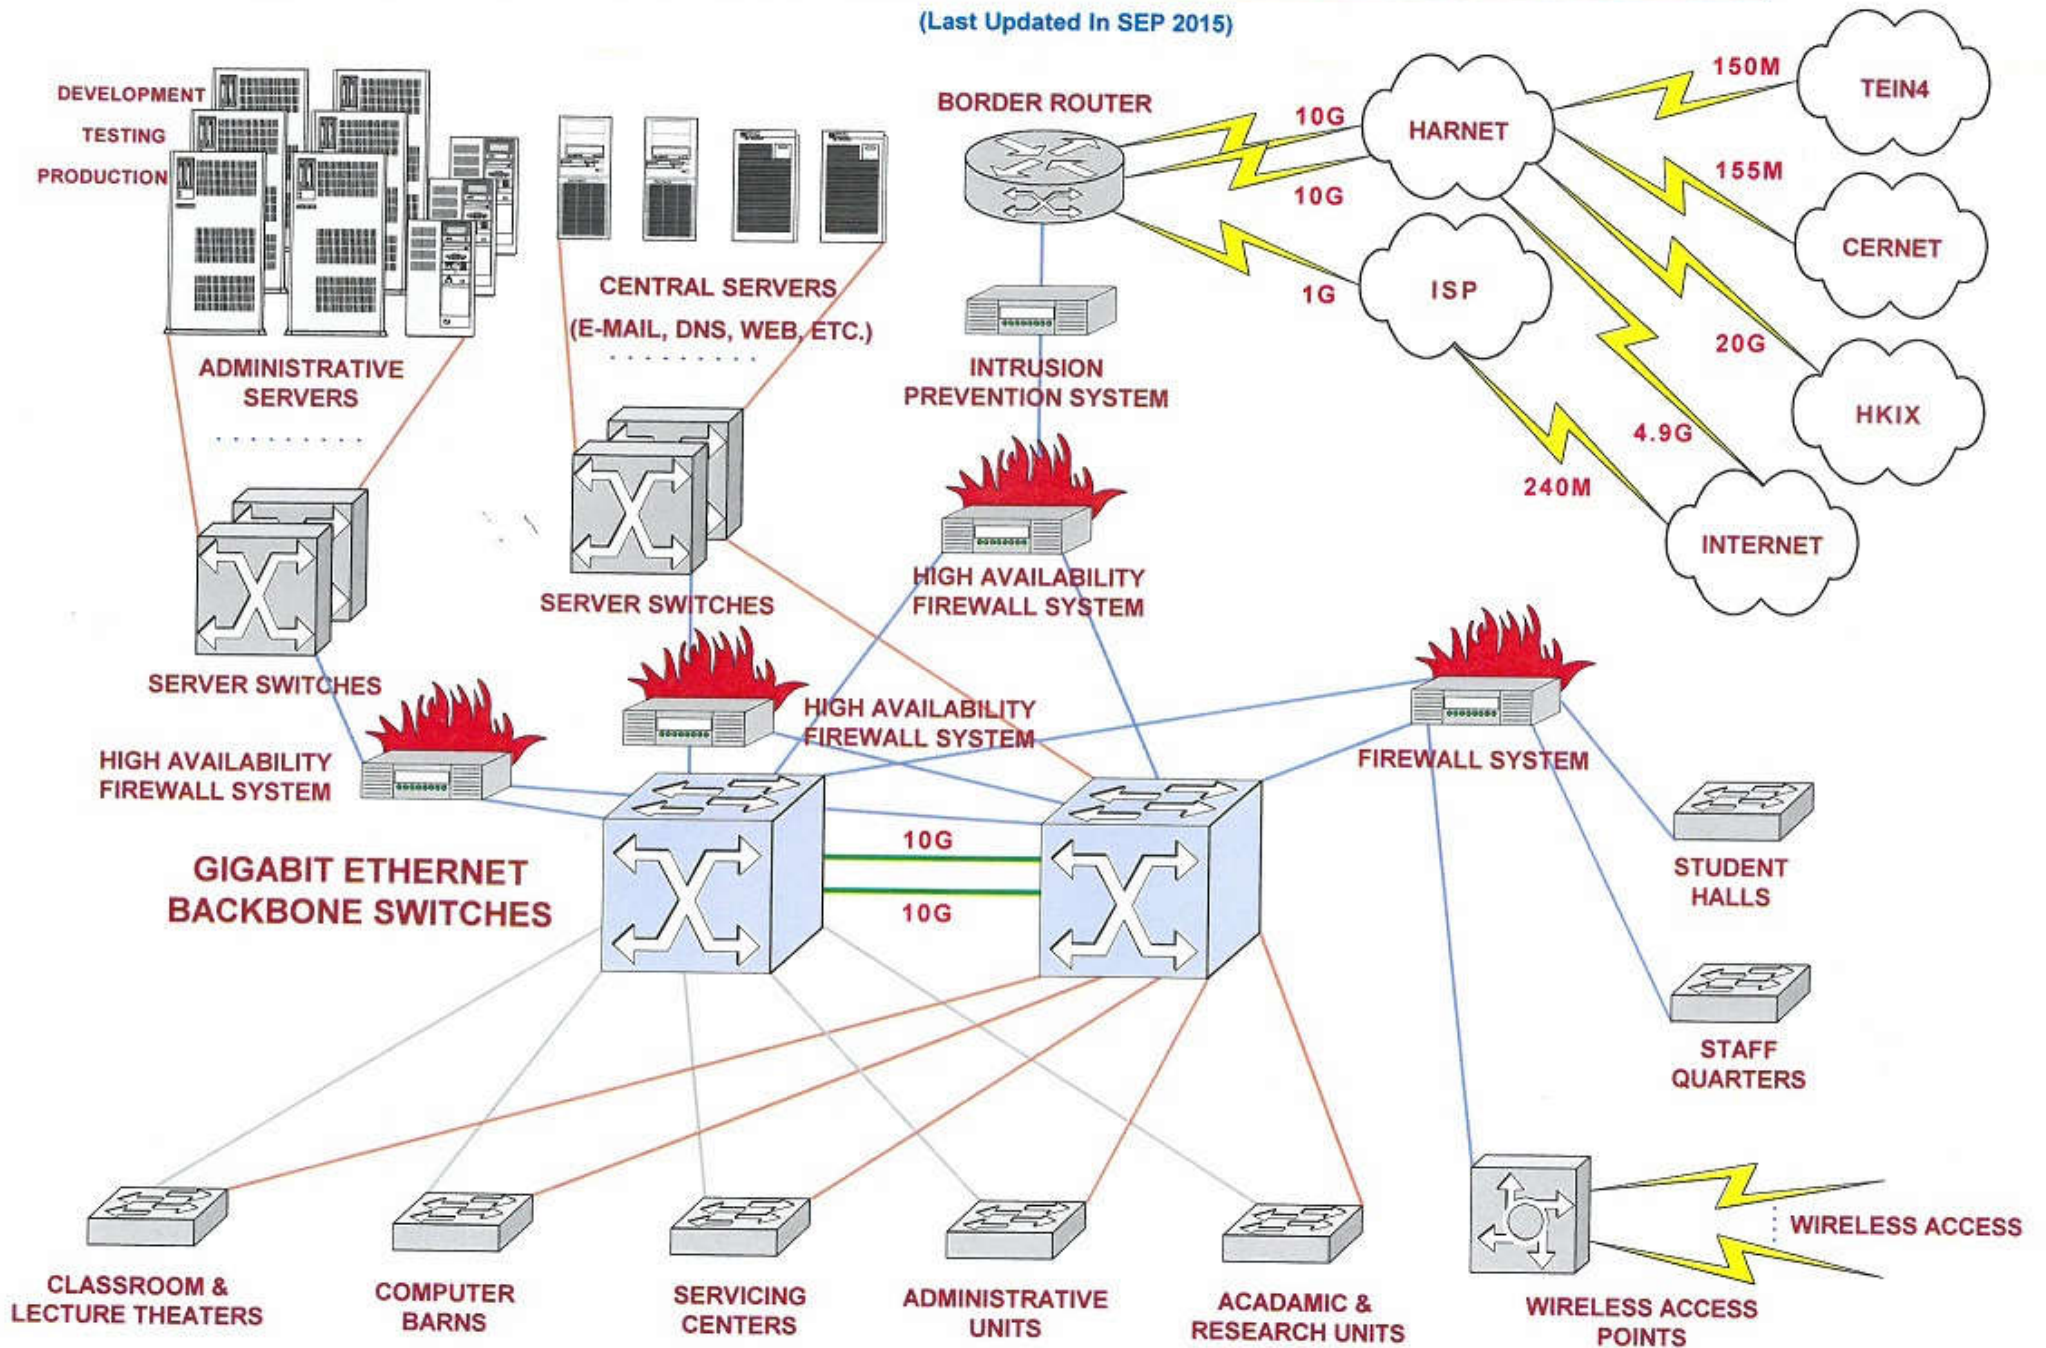 (Last Updated In SEP 2015)
DEVELOPMENT
TESTING
PRODUCTION
ADMINISTRATIVE
SERVERS
CENTRAL SERVERS
(E-MAIL, DNS, WEB, ETC.)
BORDER ROUTER
10G
10G
1G
HARNET
ISP
150M
155M
20G
4.9G
240M
TEIN4
CERNET
HKIX
INTERNET
INTRUSION
PREVENTION SYSTEM
HIGH AVAILABILITY
FIREWALL SYSTEM
SERVER SWITCHES
SERVER SWITCHES
HIGH AVAILABILITY
FIREWALL SYSTEM
HIGH AVAILABILITY
FIREWALL SYSTEM
FIREWALL SYSTEM
GIGABIT ETHERNET
BACKBONE SWITCHES
10G
10G
STUDENT
HALLS
STAFF
QUARTERS
WIRELESS ACCESS
CLASSROOM &
LECTURE THEATERS
COMPUTER
BARNS
SERVICING
CENTERS
ADMINISTRATIVE
UNITS
ACADAMIC &
RESEARCH UNITS
WIRELESS ACCESS
POINTS